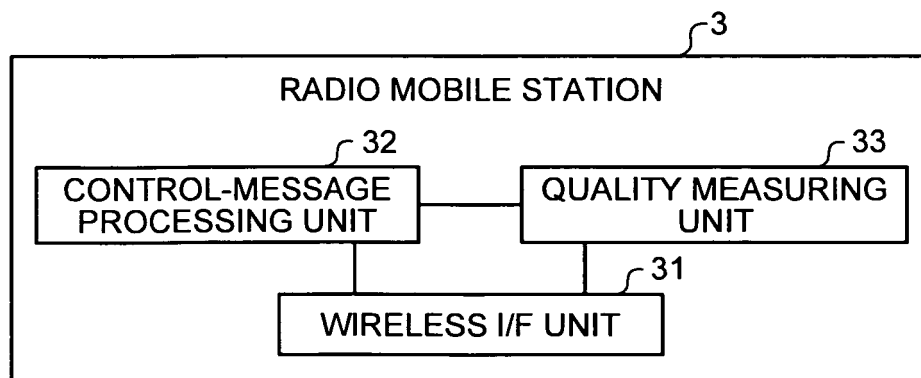 3
RADIO MOBILE STATION
32
33
CONTROL-MESSAGE
PROCESSING UNIT
QUALITY MEASURING
UNIT
31
WIRELESS I/F UNIT